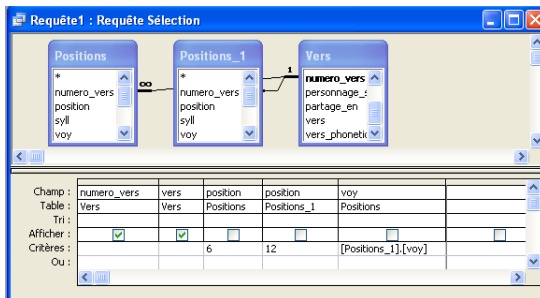 Requête1 : Requête Sélection
Positions
*
numero_vers
position
syll
voy
∞
Positions_1
*
numero_vers
position
syll
voy
1
Vers
numero_vers
partage_en
vers
Champ : numero_vers vers position position voy
Table : Vers Vers Positions Positions_1 Positions
Tri :
Afficher :
Critères : 6 12 [Positions_1].[voy]
Ou :